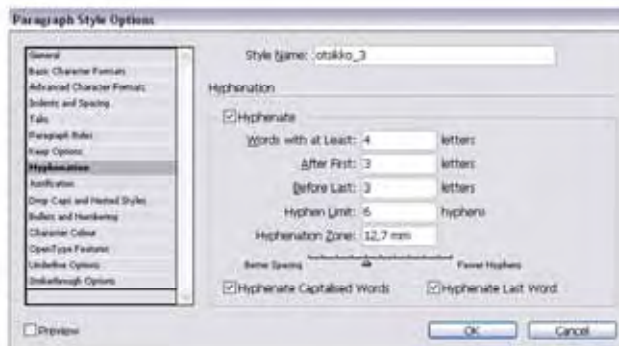 Paragraph Style Options
General
Basic Character Formats
Advanced Character Formats
Indents and Spacing
Tabs
Paragraph Rules
Keep Options
Hyphenation
Justification
Drop Caps and Nested Styles
Bullets and Numbering
Character Colour
OpenType Features
Underline Options
Strikethrough Options
Style Name: otsikko_3
Hyphenation
Hyphenate
Words with at Least: 4 letters
After First: 3 letters
Before Last: 3 letters
Hyphen Limit: 6 hyphens
Hyphenation Zone: 12,7 mm
Better Spacing Fewer Hyphens
Hyphenate Capitalised Words Hyphenate Last Word
Preview OK Cancel